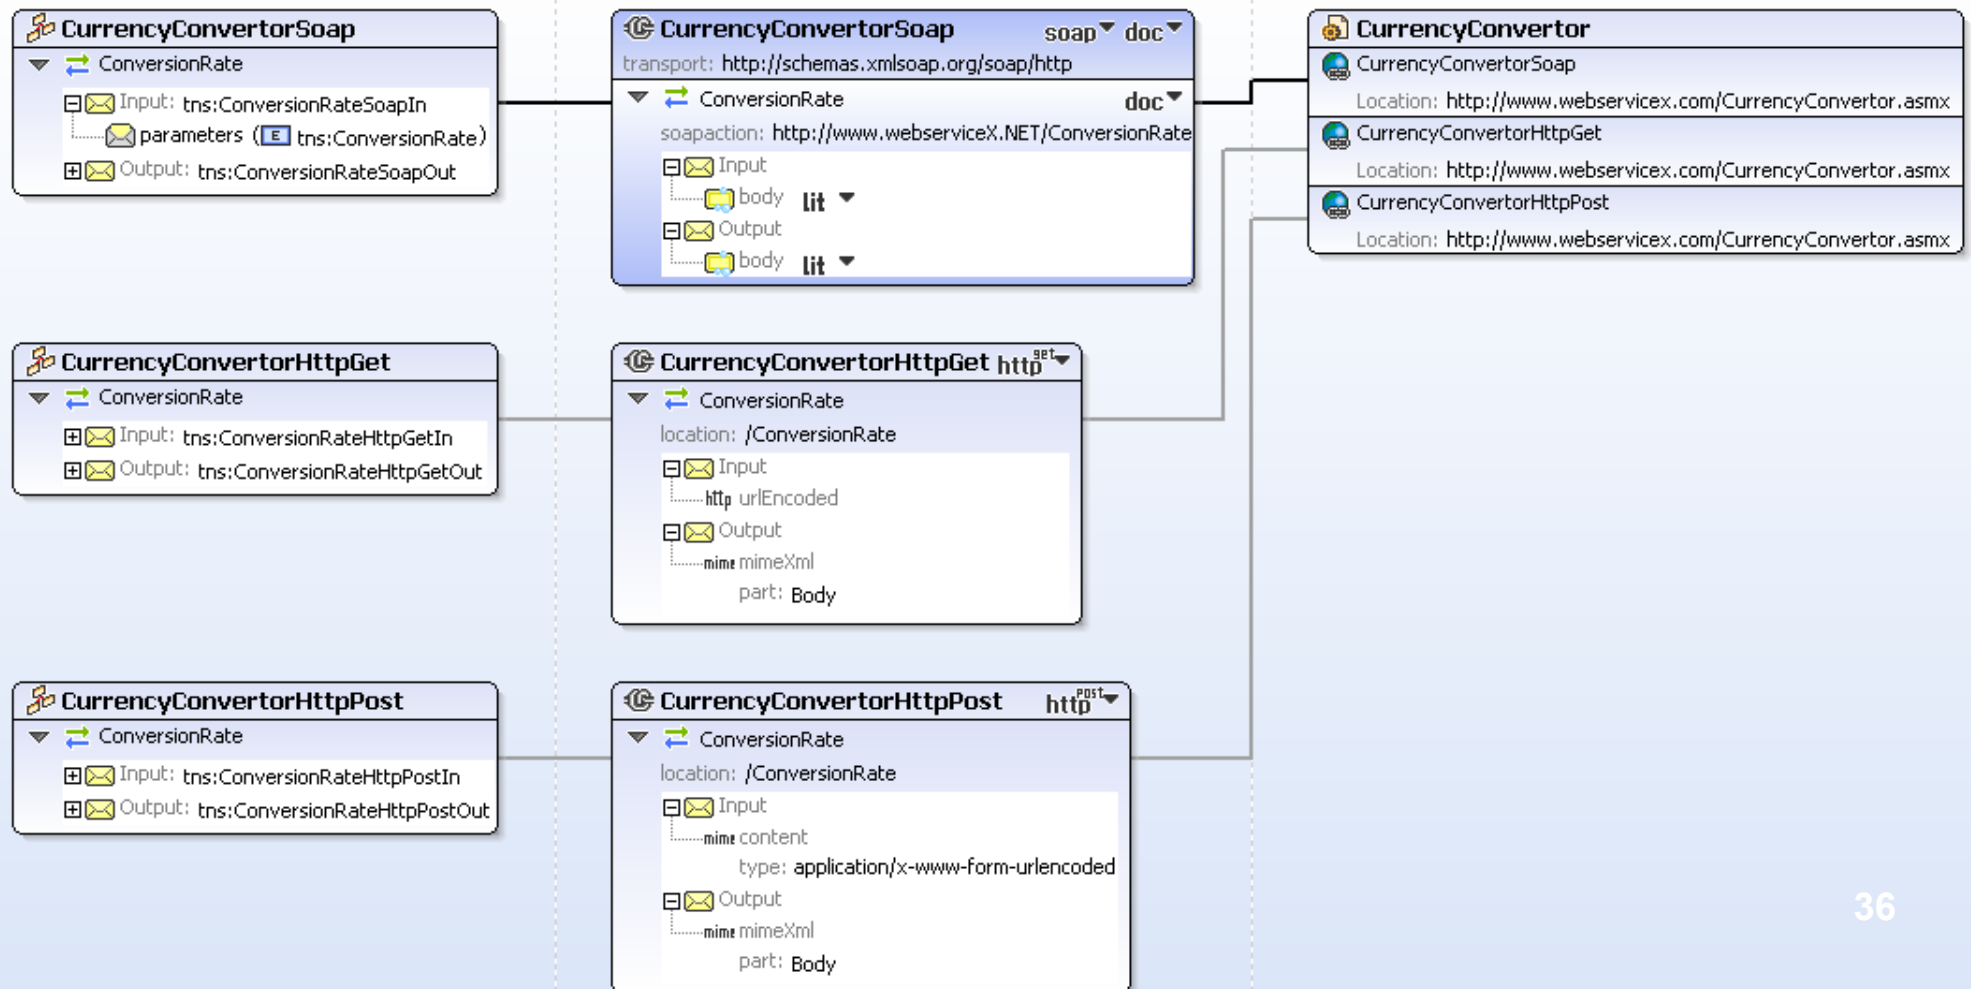 CurrencyConvertorSoap
ConversionRate
Input: tns:ConversionRateSoapIn
parameters (E tns:ConversionRate)
Output: tns:ConversionRateSoapOut
CurrencyConvertorHttpGet
ConversionRate
Input: tns:ConversionRateHttpGetIn
Output: tns:ConversionRateHttpGetOut
CurrencyConvertorHttpPost
ConversionRate
Input: tns:ConversionRateHttpPostIn
Output: tns:ConversionRateHttpPostOut
CurrencyConvertorSoap soap doc
transport: http://schemas.xmlsoap.org/soap/http
ConversionRate doc
soapaction: http://www.webserviceX.NET/ConversionRate
Input
body lit
Output
body lit
CurrencyConvertorHttpGet http get
ConversionRate
location: /ConversionRate
Input
http urlEncoded
Output
mime mimeXml
part: Body
CurrencyConvertorHttpPost http post
ConversionRate
location: /ConversionRate
Input
mime content
type: application/x-www-form-urlencoded
Output
mime mimeXml
part: Body
CurrencyConvertor
CurrencyConvertorSoap
Location: http://www.webservicex.com/CurrencyConvertor.asmx
CurrencyConvertorHttpGet
Location: http://www.webservicex.com/CurrencyConvertor.asmx
CurrencyConvertorHttpPost
Location: http://www.webservicex.com/CurrencyConvertor.asmx
36